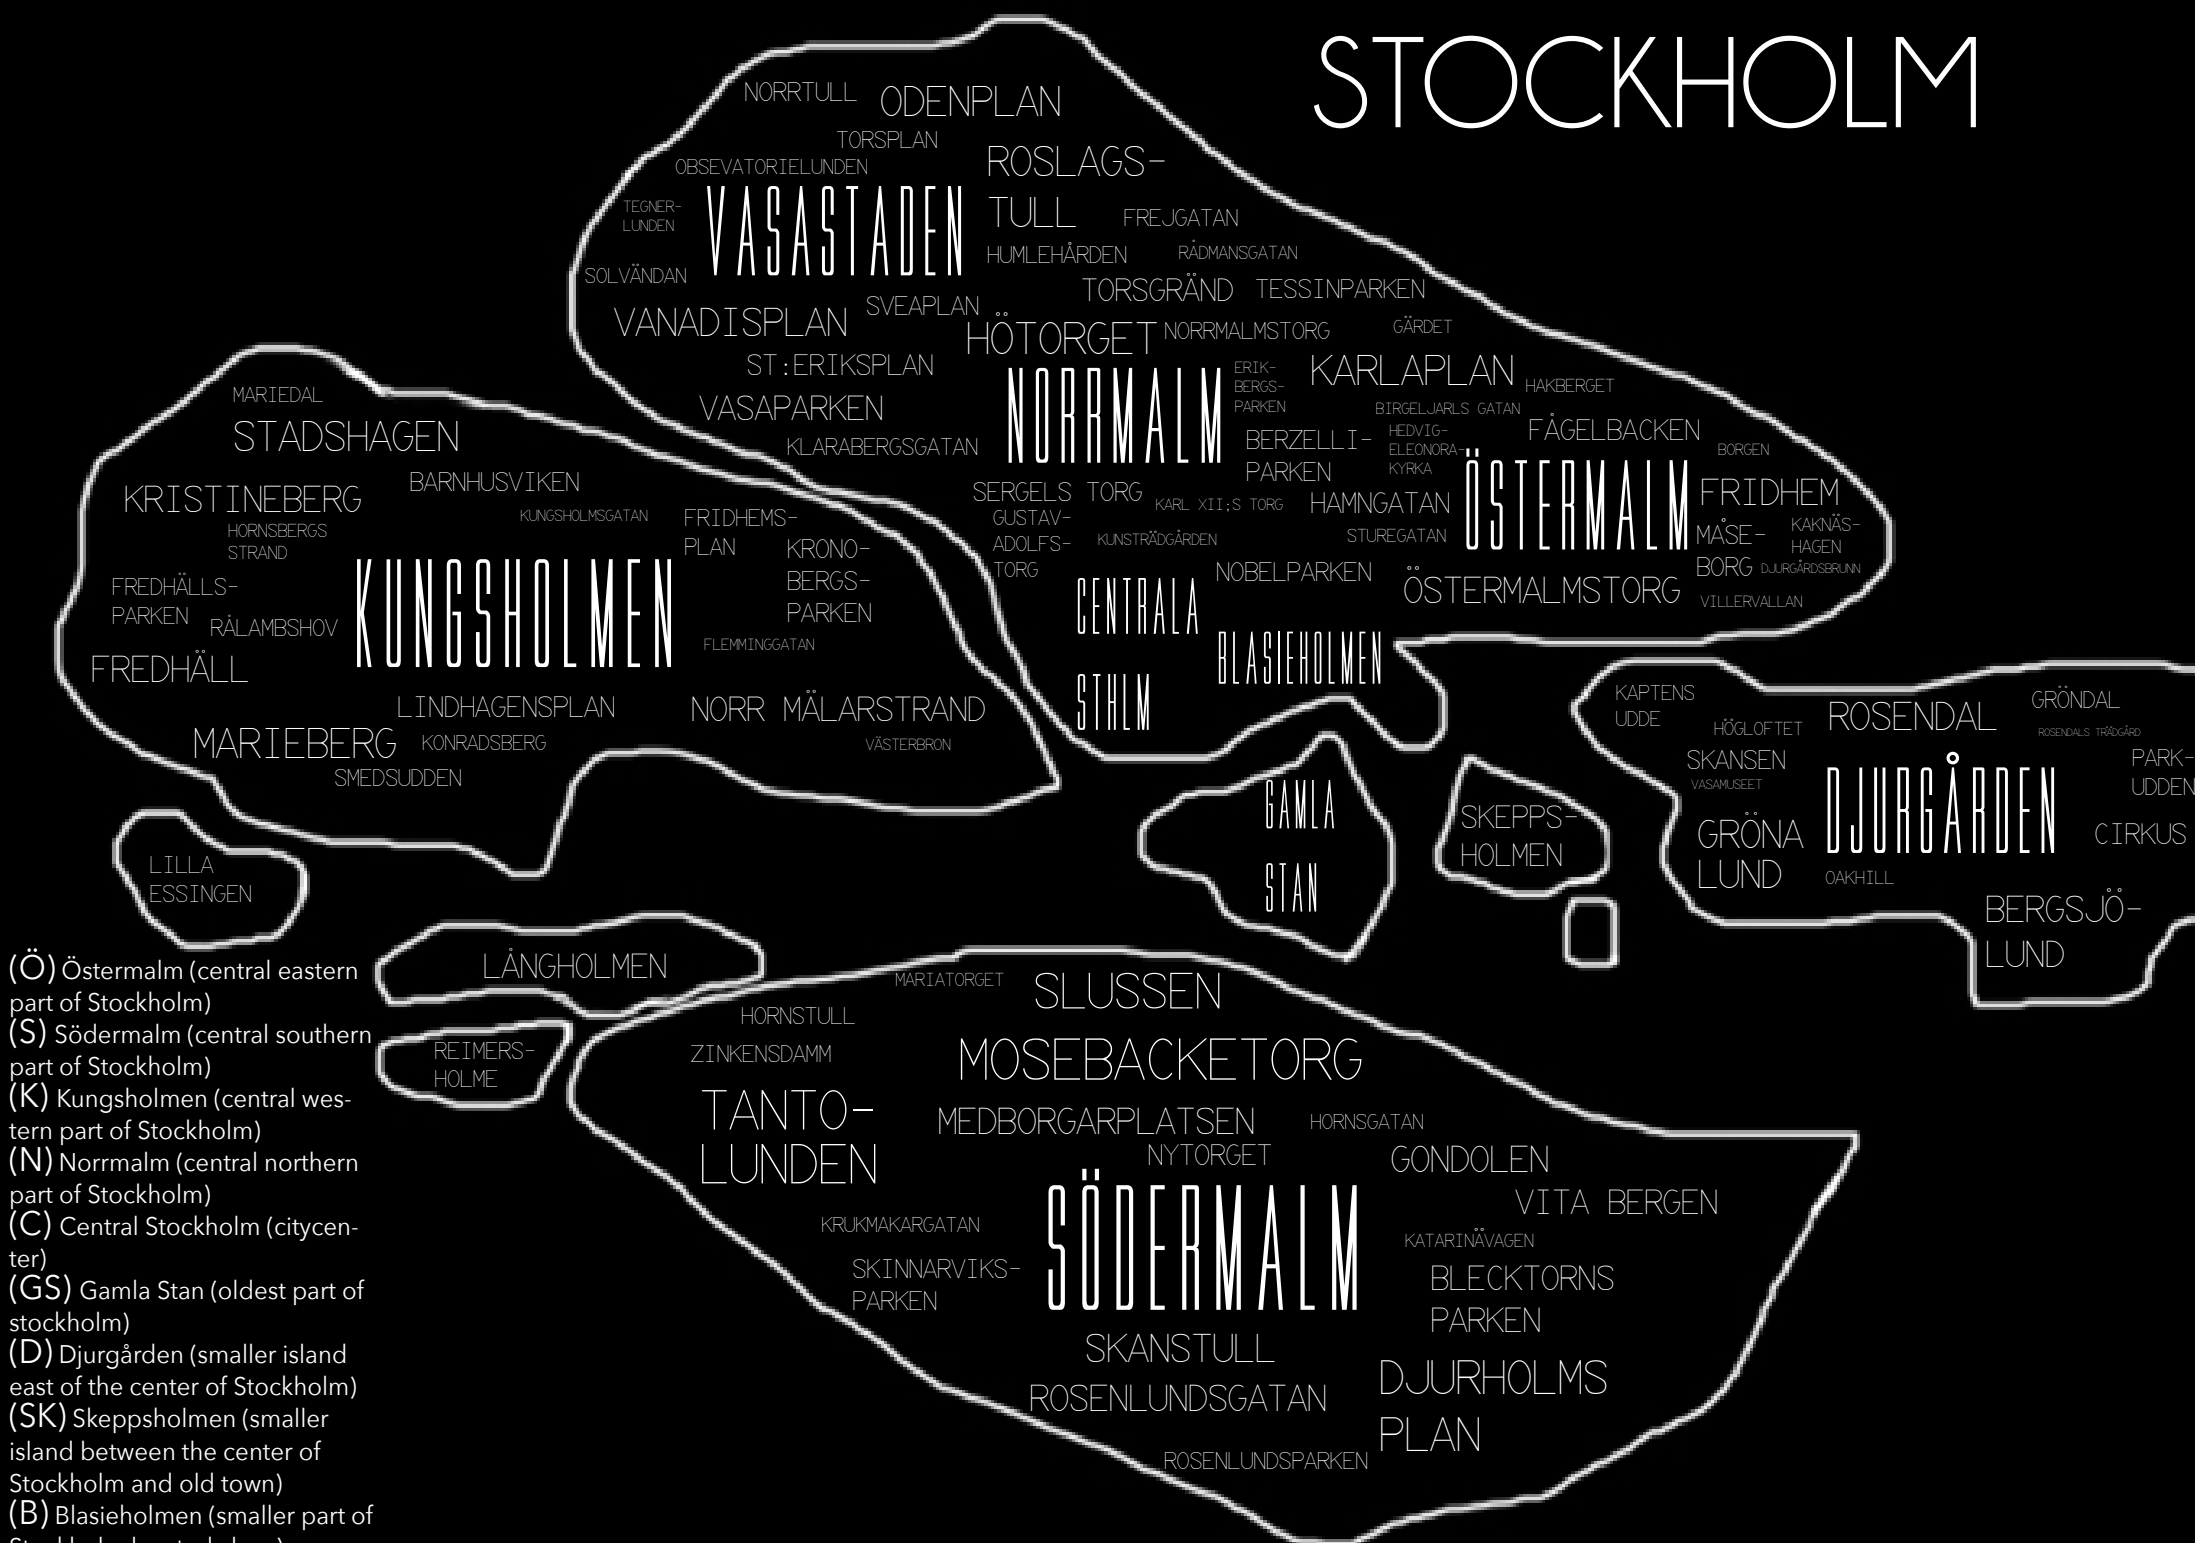 STOCKHOLM
NORRTULL
ODENPLAN
TORSPLAN
OBSEVATORIELUNDEN
ROSLAGS-
TULL
TEGNER-
LUNDEN
VASASTADEN
FREJGATAN
HUMLEHÅRDEN
RÅDMANSGATAN
SOLVÄNDAN
TORSGRÄND
TESSINPARKEN
VANADISPLAN
SVEAPLAN
HÖTORGET
NORRMALMSTORG
GÄRDET
ST:ERIKSPLAN
ERIK-
BERGS-
PARKEN
KARLAPLAN
HAKBERGET
VASAPARKEN
NORRMALM
BIRGELJARLS GATAN
KLARABERGSGATAN
BERZELLI-
PARKEN
HEDVIG-
ELEONORA-
KYRKA
FÅGELBACKEN
BORGEN
SERGELS TORG
KARL XII;S TORG
HAMNGATAN
ÖSTERMALM
FRIDHEM
GUSTAV-
ADOLFS-
TORG
KUNSTRÄDGÅRDEN
STUREGATAN
MÅSE-
BORG
KAKNÄS-
HAGEN
DJURGÅRDSBRUNN
NOBELPARKEN
ÖSTERMALMSTORG
VILLERVALLAN
CENTRALA
STHLM
BLASIEHOLMEN
MARIEDAL
STADSHAGEN
BARNHUSVIKEN
KRISTINEBERG
KUNGSHOLMSGATAN
FRIDHEMS-
PLAN
HORNSBERGS
STRAND
KRONO-
BERGS-
PARKEN
KUNGSHOLMEN
FREDHÄLLS-
PARKEN
RÅLAMBSHOV
FLEMMINGGATAN
FREDHÄLL
LINDHAGENSPLAN
NORR MÄLARSTRAND
MARIEBERG
KONRADSBERG
VÄSTERBRON
SMEDSUDDEN
KAPTENS
UDDE
HÖGLOFTET
ROSENDAL
GRÖNDAL
ROSENDALS TRÄDGÅRD
SKANSEN
VASAMUSEET
PARK-
UDDEN
DJURGÅRDEN
GRÖNA
LUND
CIRKUS
OAKHILL
BERGSJÖ-
LUND
GAMLA
STAN
SKEPPS-
HOLMEN
LILLA
ESSINGEN
LÅNGHOLMEN
REIMERS-
HOLME
MARIATORGET
SLUSSEN
HORNSTULL
ZINKENSDAMM
MOSEBACKETORG
TANTO-
LUNDEN
MEDBORGARPLATSEN
HORNSGATAN
NYTORGET
GONDOLEN
VITA BERGEN
SÖDERMALM
KRUKMAKARGATAN
KATARINÄVAGEN
SKINNARVIKS-
PARKEN
BLECKTORNS
PARKEN
SKANSTULL
DJURHOLMS
PLAN
ROSENLUNDSGATAN
ROSENLUNDSPARKEN
(Ö) Östermalm (central eastern
part of Stockholm)
(S) Södermalm (central southern
part of Stockholm)
(K) Kungsholmen (central wes-
tern part of Stockholm)
(N) Norrmalm (central northern
part of Stockholm)
(C) Central Stockholm (citycen-
ter)
(GS) Gamla Stan (oldest part of
stockholm)
(D) Djurgården (smaller island
east of the center of Stockholm)
(SK) Skeppsholmen (smaller
island between the center of
Stockholm and old town)
(B) Blasieholmen (smaller part of